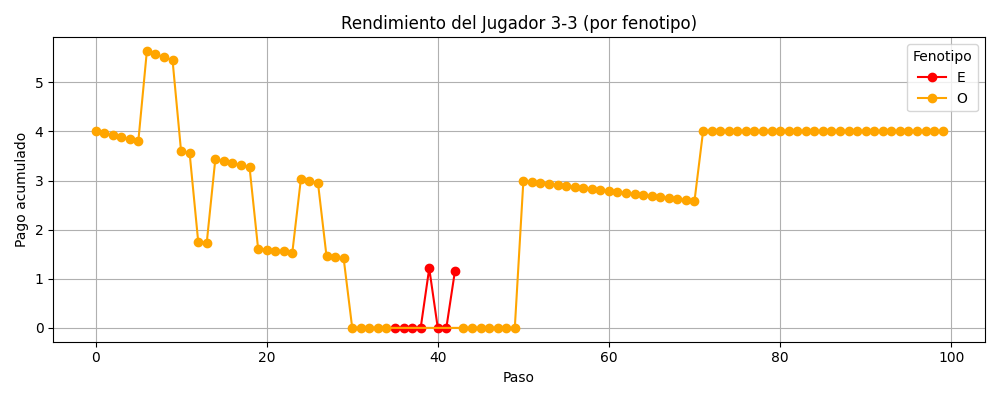 Rendimiento del Jugador 3-3 (por fenotipo)
Pago acumulado
5
4
3
2
1
0
0
20
40
60
80
100
Paso
Fenotipo
E
O